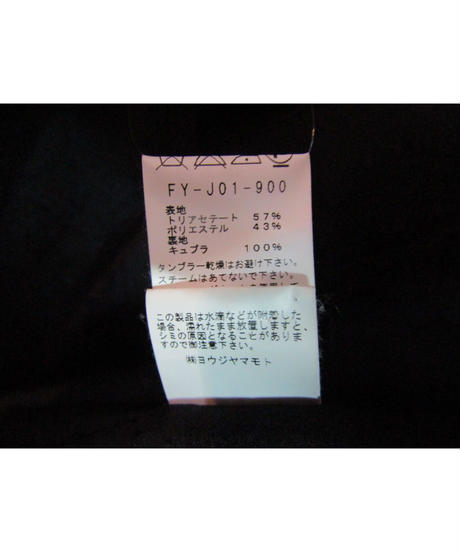 FY-J01-900
表地
トリアセテート 57%
ポリエステル 43%
裏地
キュプラ 100%
タンブラー乾燥はお避け下さい。
スチームはあてないで下さい。
この製品は水滴などが附着した
場合、濡れたまま放置しますと、
シミの原因となることがありま
すので御注意下さい。
㈱ヨウジヤマモト